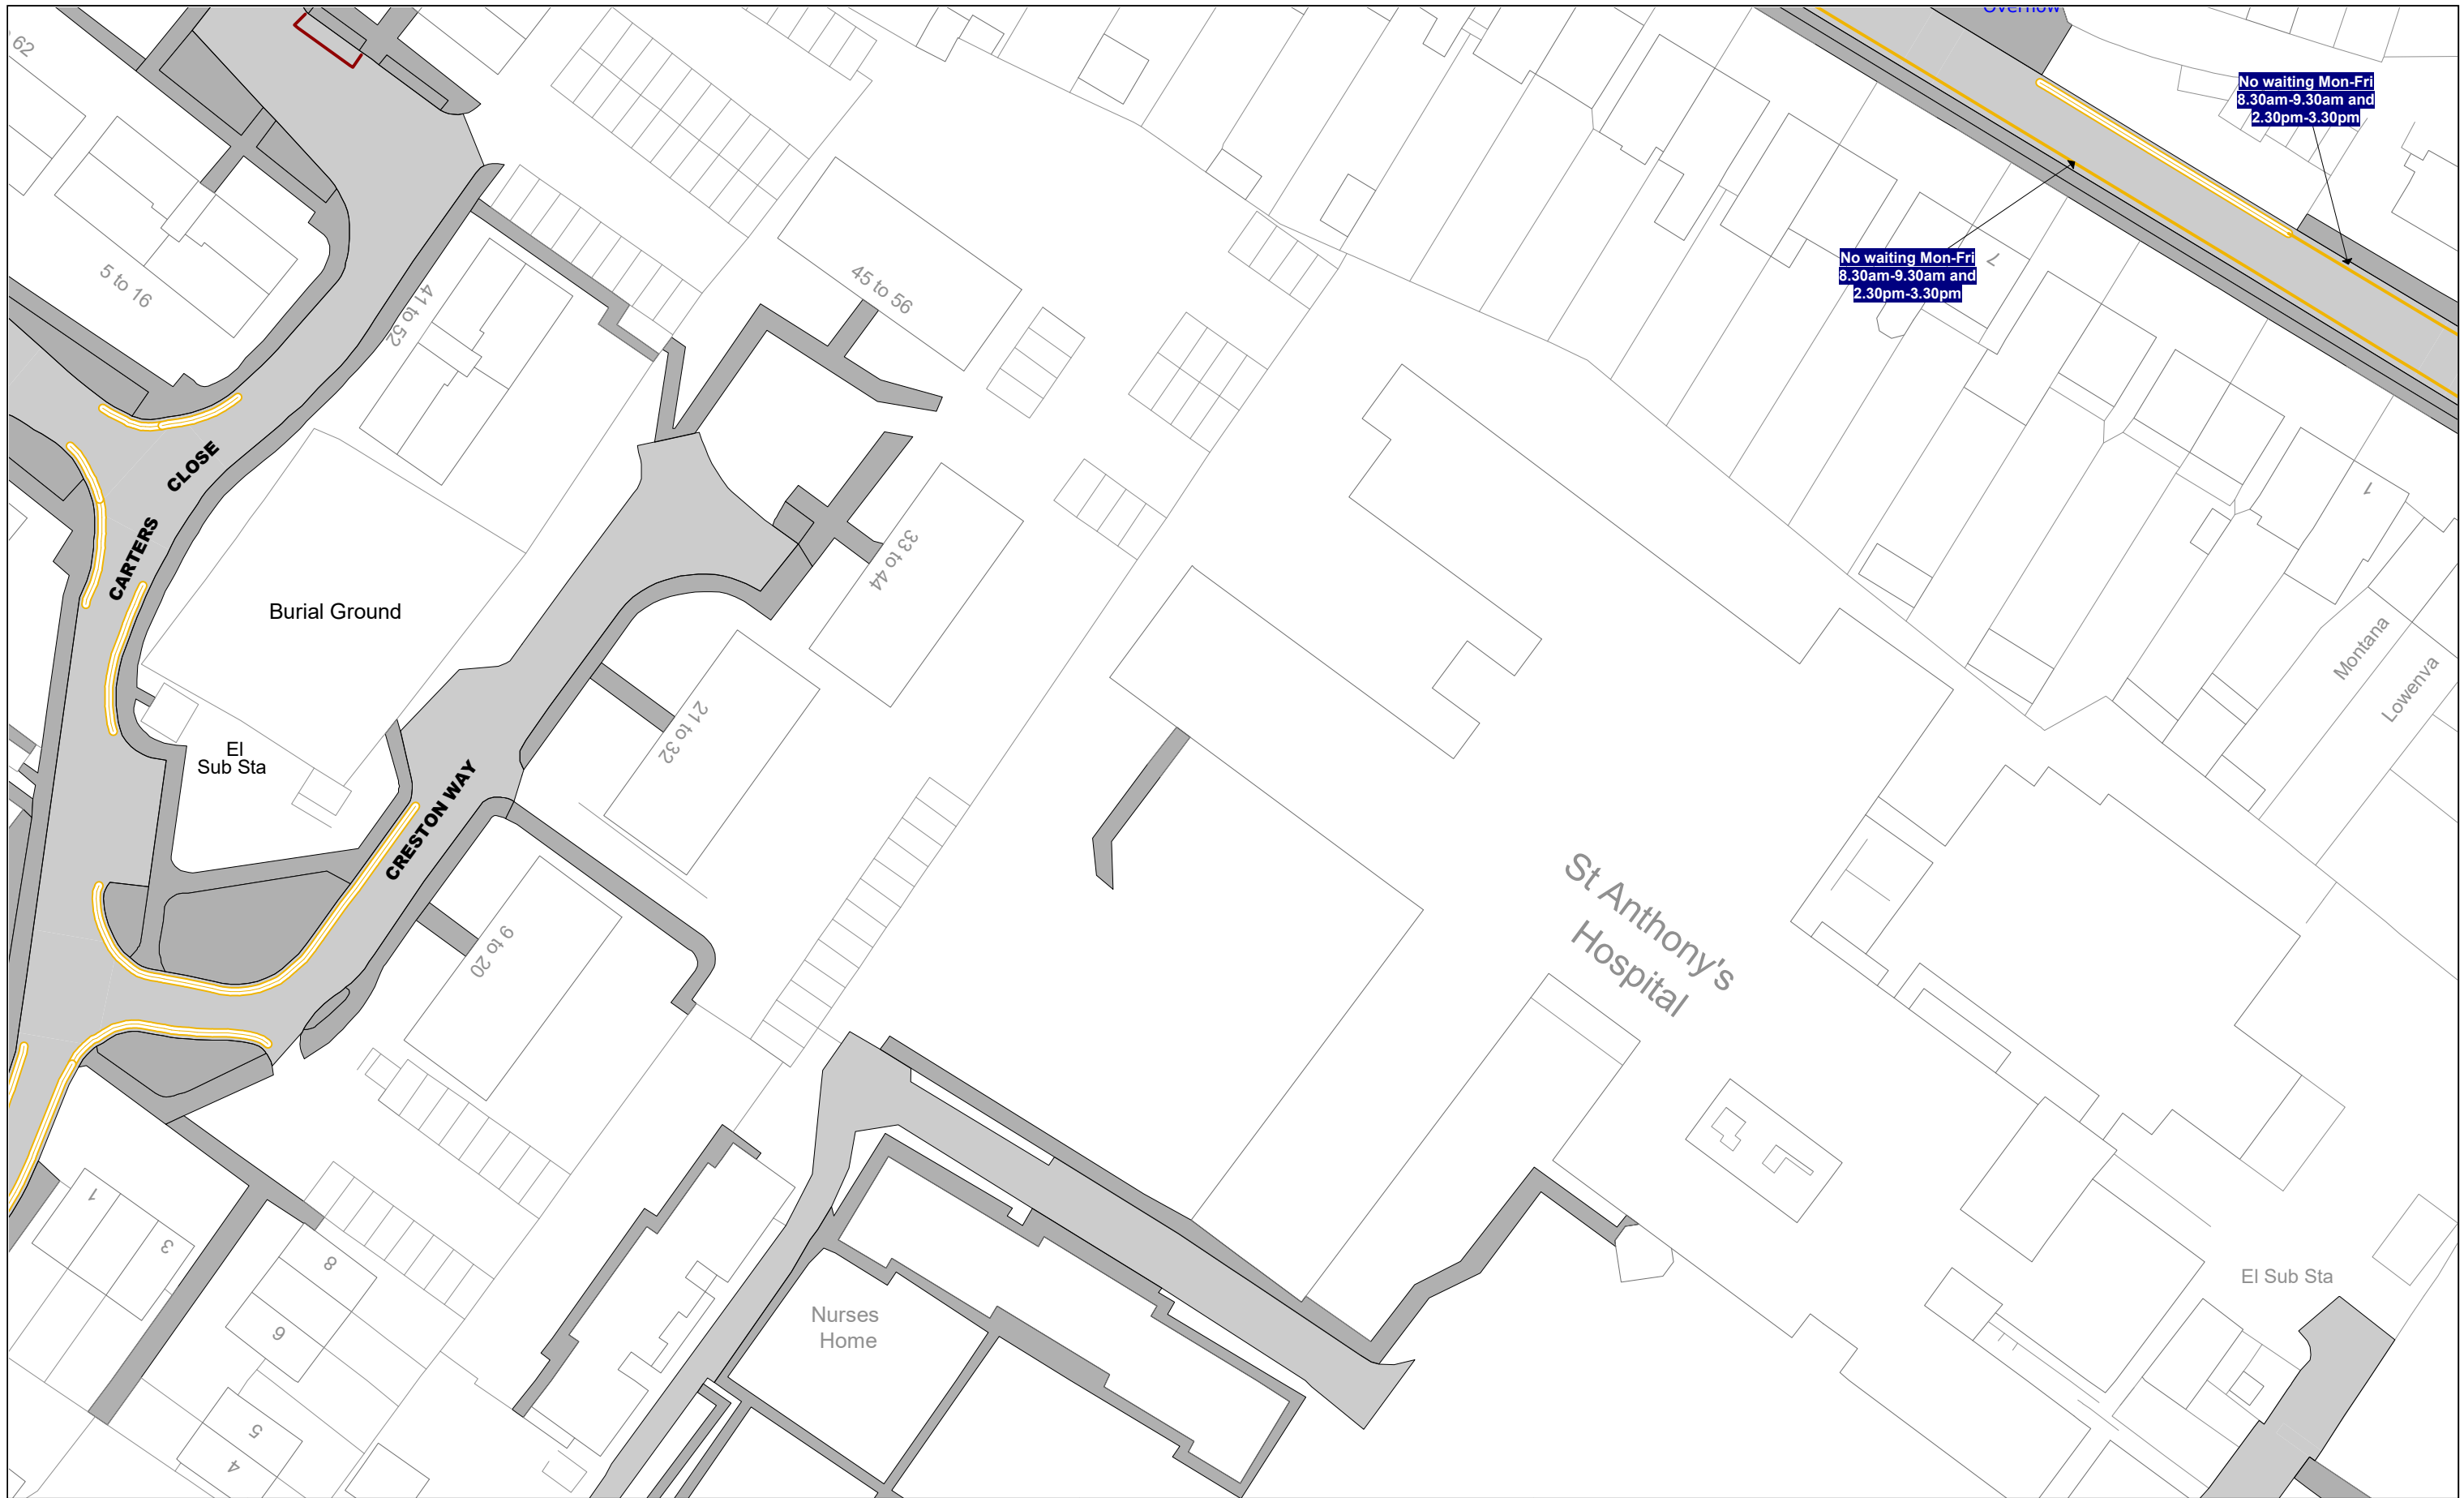 Overflow
62
No waiting Mon-Fri
8.30am-9.30am and
2.30pm-3.30pm
No waiting Mon-Fri
8.30am-9.30am and
2.30pm-3.30pm
7
5 to 16
41 to 52
45 to 56
CARTERS CLOSE
33 to 44
1
Burial Ground
Montana
Lowenva
21 to 32
El
Sub Sta
CRESTON WAY
St Anthony's
Hospital
9 to 20
1
3
8
6
El Sub Sta
Nurses
Home
5
4